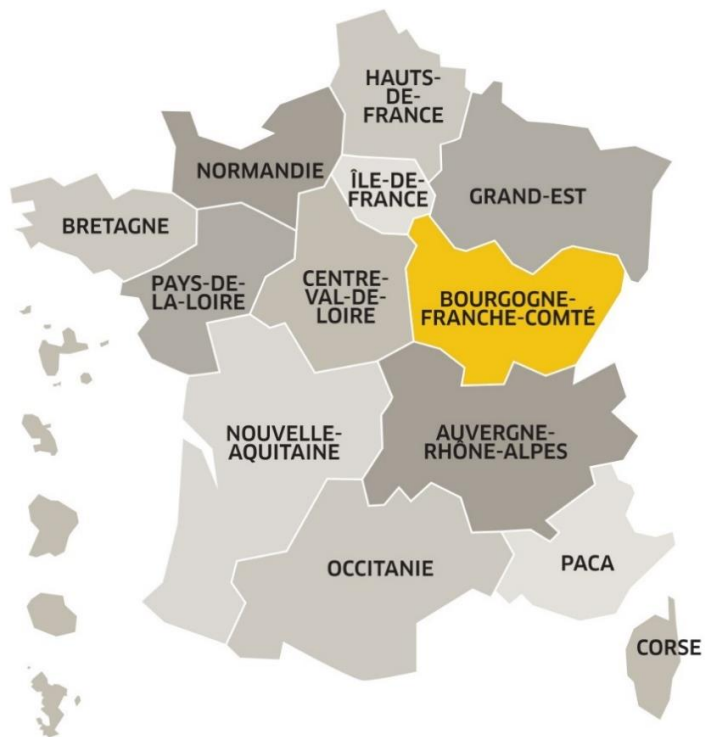 HAUTS-
DE-
FRANCE
NORMANDIE
ÎLE-DE-
FRANCE
GRAND-EST
BRETAGNE
PAYS-DE-
LA-LOIRE
CENTRE-
VAL-DE-
LOIRE
BOURGOGNE-
FRANCHE-COMTÉ
NOUVELLE-
AQUITAINE
AUVERGNE-
RHÔNE-ALPES
OCCITANIE
PACA
CORSE